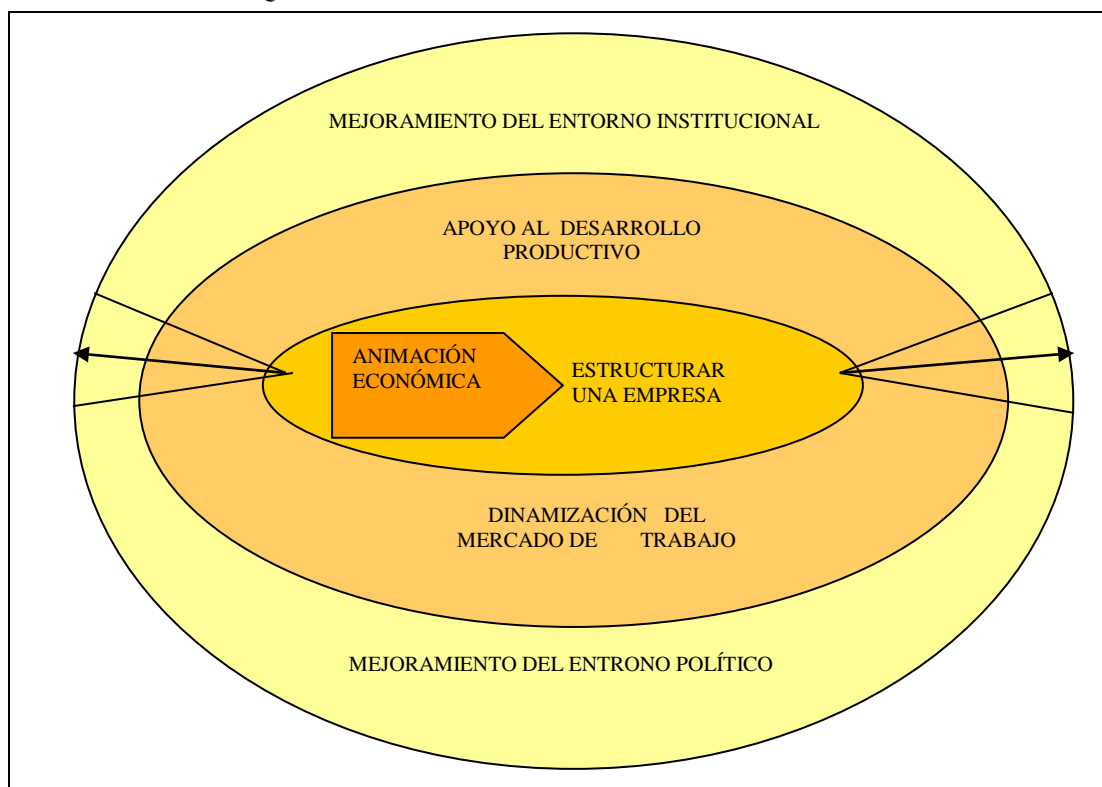 MEJORAMIENTO DEL ENTORNO INSTITUCIONAL
APOYO AL DESARROLLO
PRODUCTIVO
ANIMACIÓN
ECONÓMICA
ESTRUCTURAR
UNA EMPRESA
DINAMIZACIÓN DEL
MERCADO DE TRABAJO
MEJORAMIENTO DEL ENTRONO POLÍTICO